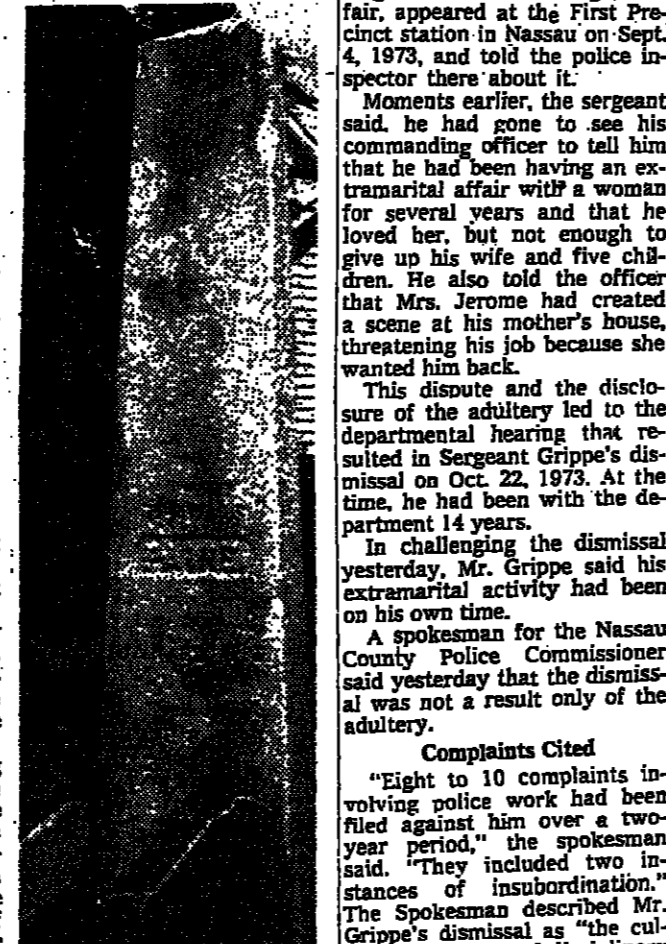 fair, appeared at the First Pre-
cinct station in Nassau on Sept.
4, 1973, and told the police in-
spector there about it.
Moments earlier, the sergeant
said, he had gone to see his
commanding officer to tell him
that he had been having an ex-
tramarital affair with a woman
for several years and that he
loved her, but not enough to
give up his wife and five chil-
dren. He also told the officer
that Mrs. Jerome had created
a scene at his mother's house,
threatening his job because she
wanted him back.
This dispute and the disclo-
sure of the adultery led to the
departmental hearing that re-
sulted in Sergeant Grippe's dis-
missal on Oct. 22, 1973. At the
time, he had been with the de-
partment 14 years.
In challenging the dismissal
yesterday, Mr. Grippe said his
extramarital activity had been
on his own time.
A spokesman for the Nassau
County Police Commissioner
said yesterday that the dismiss-
al was not a result only of the
adultery.
Complaints Cited
"Eight to 10 complaints in-
volving police work had been
filed against him over a two-
year period," the spokesman
said. "They included two in-
stances of insubordination."
The Spokesman described Mr.
Grippe's dismissal as "the cul-